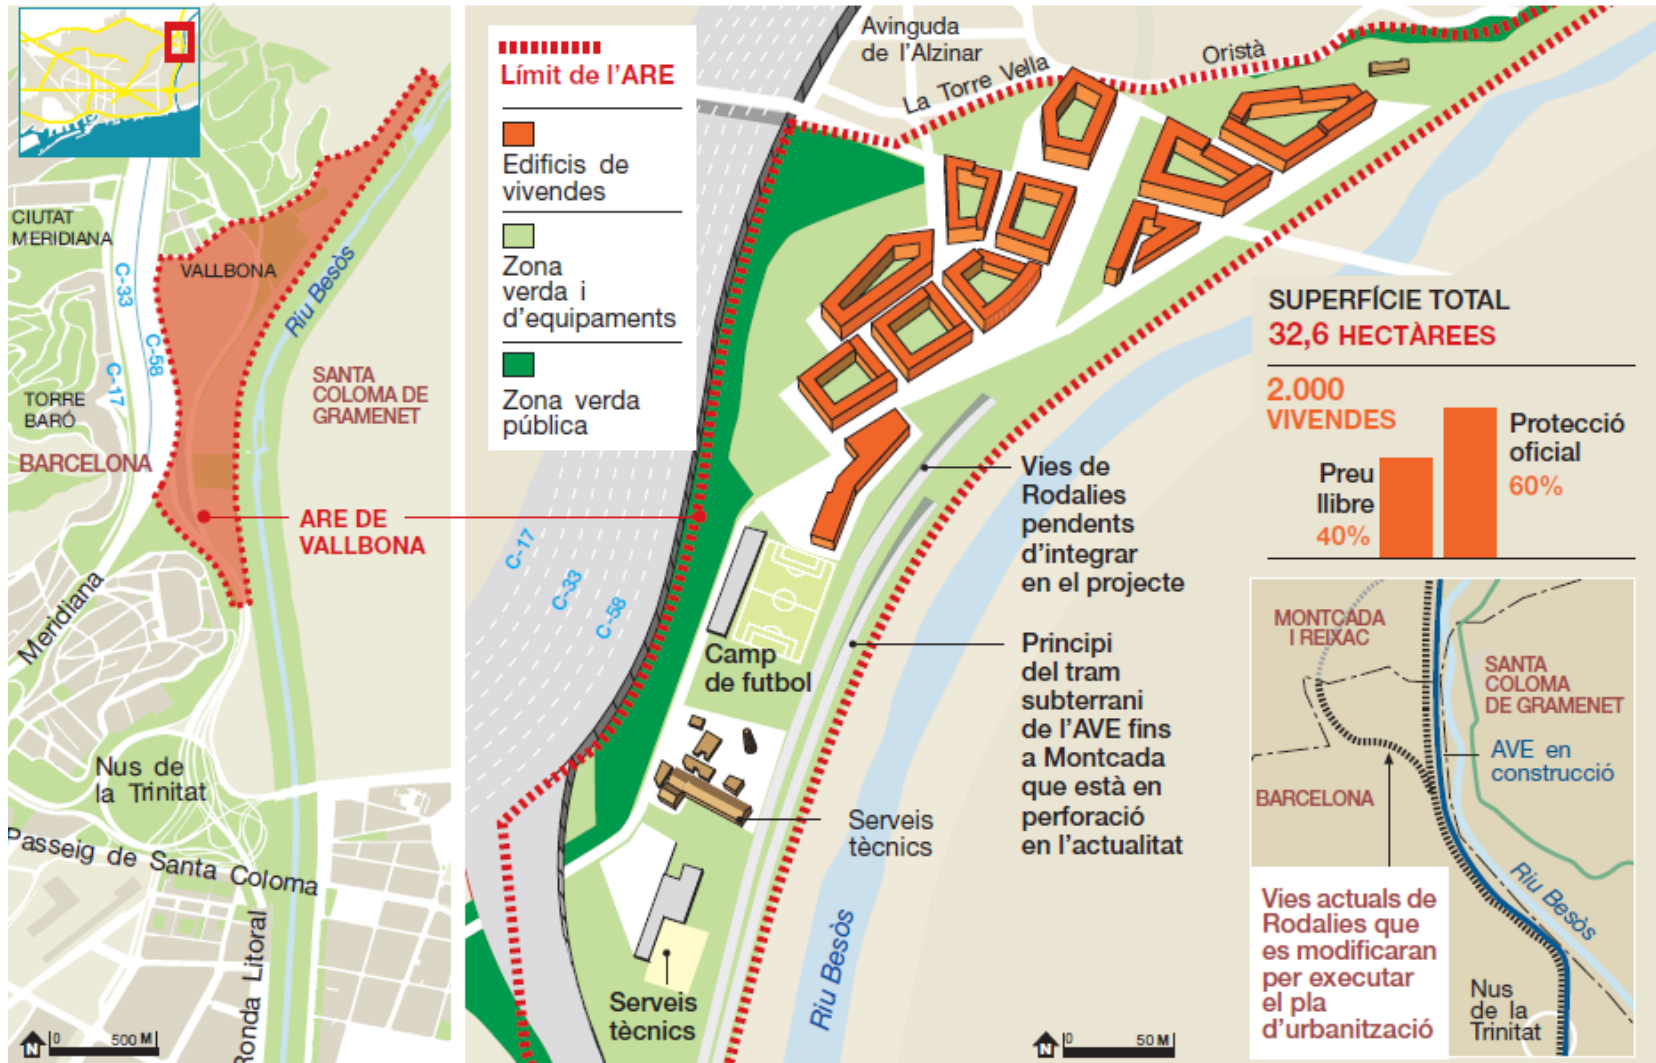 CIUTAT
MERIDIANA
C-33
C-58
C-17
VALLBONA
Riu Besòs
TORRE
BARÓ
BARCELONA
SANTA
COLOMA DE
GRAMENET
ARE DE
VALLBONA
Meridiana
Nus de
la Trinitat
Passeig de Santa Coloma
Ronda Litoral
N
0 500 M
Límit de l'ARE
Edificis de
vivendes
Zona
verda i
d'equipaments
Zona verda
pública
Avinguda
de l'Alzinar
La Torre Vella
Oristà
C-17
C-33
C-58
Camp
de futbol
Serveis
tècnics
Serveis
tècnics
Vies de
Rodalies
pendents
d'integrar
en el projecte
Principi
del tram
subterrani
de l'AVE fins
a Montcada
que està en
perforació
en l'actualitat
Riu Besòs
N
0 50 M
SUPERFÍCIE TOTAL
32,6 HECTÀREES
2.000
VIVENDES
Preu
llibre
40%
Protecció
oficial
60%
MONTCADA
I REIXAC
SANTA
COLOMA
DE GRAMENET
AVE en
construcció
BARCELONA
Riu Besòs
Vies actuals de
Rodalies que
es modificaran
per executar
el pla
d'urbanització
Nus
de la
Trinitat